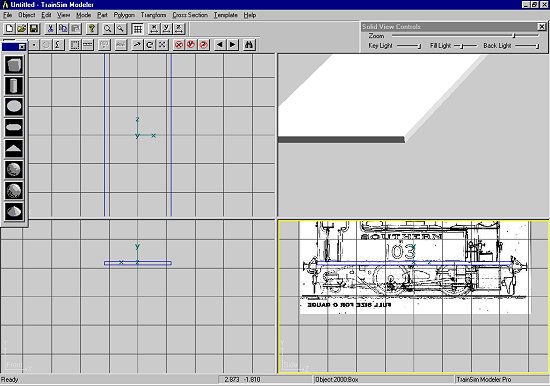 Untitled - TrainSim Modeler
File Object Edit View Mode Part Polygon Transform Cross Section Template Help
Solid View Controls
Zoom
Key Light Fill Light Back Light
z
y x
y
x z
SOUTHERN
103
FULL SIZE FOR O GAUGE
Ready 2.873 -1.810 Object 2000:Box TrainSim Modeler Pro